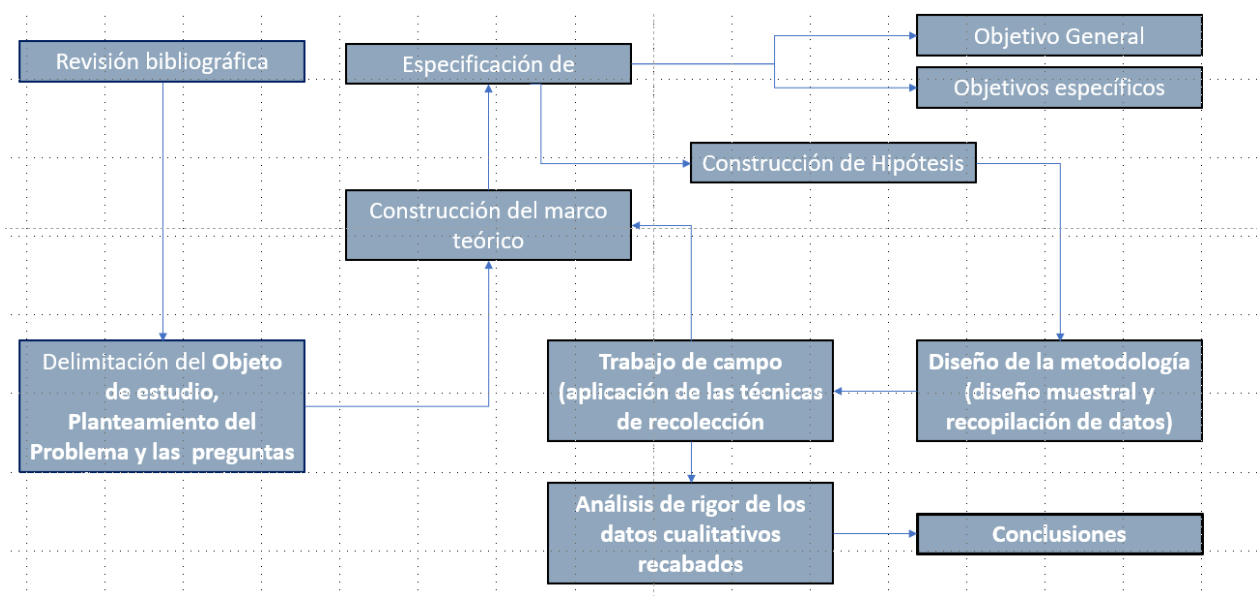 Revisión bibliográfica
Especificación de
Objetivo General
Objetivos específicos
Construcción de Hipótesis
Construcción del marco
teórico
Delimitación del Objeto
de estudio,
Planteamiento del
Problema y las preguntas
Trabajo de campo
(aplicación de las técnicas
de recolección
Diseño de la metodología
(diseño muestral y
recopilación de datos)
Análisis de rigor de los
datos cualitativos
recabados
Conclusiones